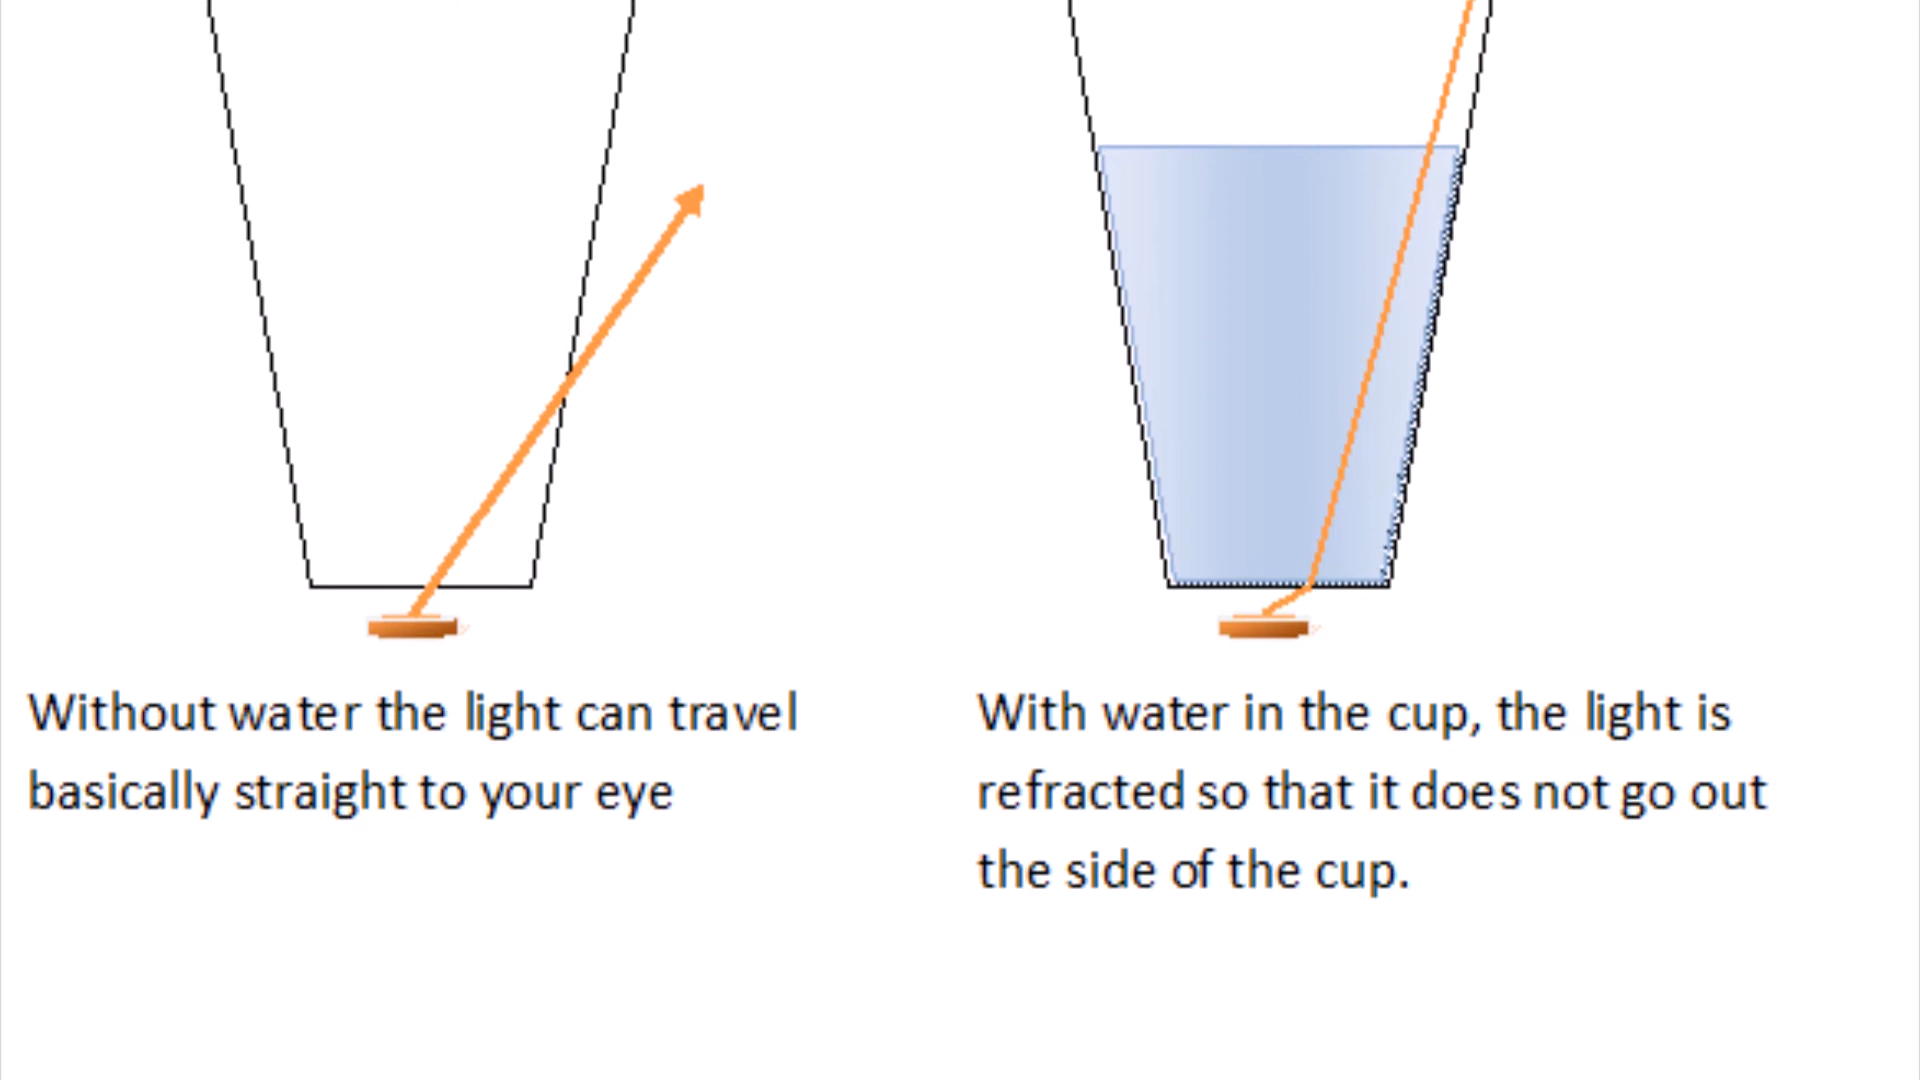 Without water the light can travel
basically straight to your eye
With water in the cup, the light is
refracted so that it does not go out
the side of the cup.